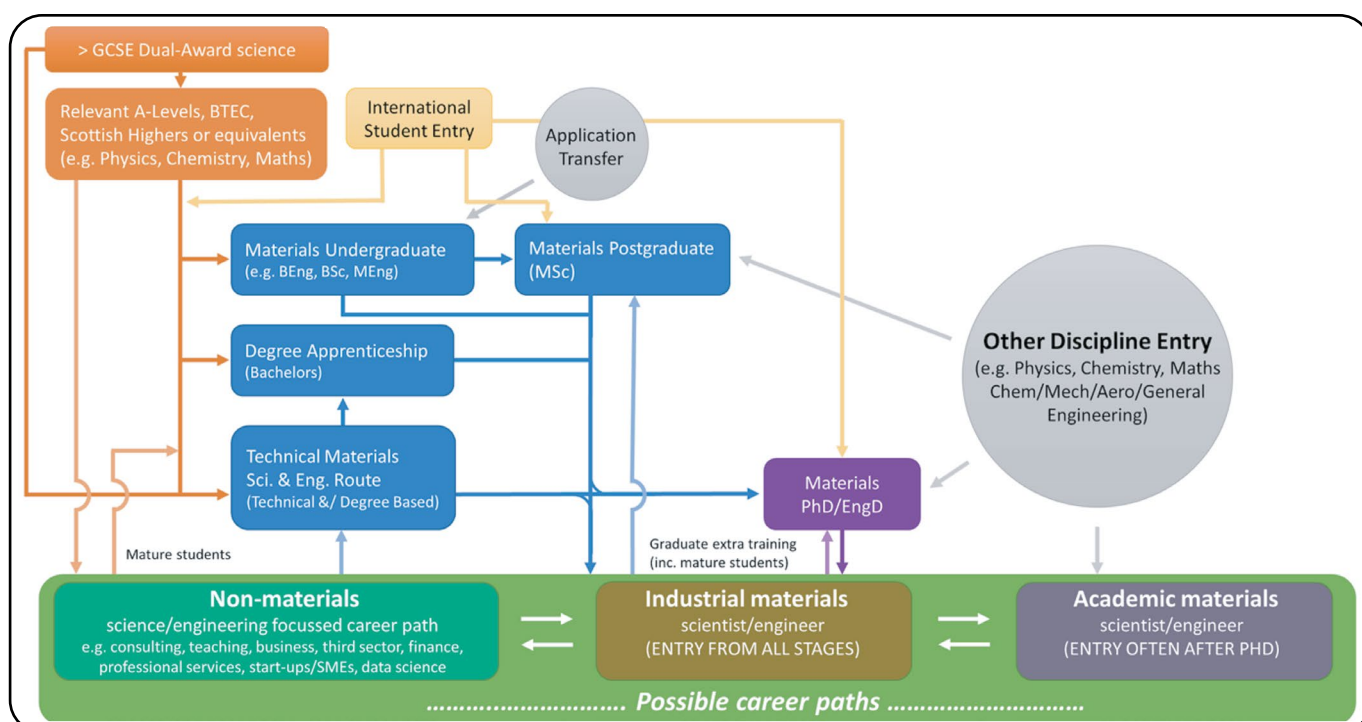 > GCSE Dual-Award science
Relevant A-Levels, BTEC,
Scottish Highers or equivalents
(e.g. Physics, Chemistry, Maths)
International
Student Entry
Application
Transfer
Materials Undergraduate
(e.g. BEng, BSc, MEng)
Materials Postgraduate
(MSc)
Other Discipline Entry
(e.g. Physics, Chemistry, Maths
Chem/Mech/Aero/General
Engineering)
Degree Apprenticeship
(Bachelors)
Technical Materials
Sci. & Eng. Route
(Technical &/ Degree Based)
Materials
PhD/EngD
Mature students
Graduate extra training
(inc. mature students)
Non-materials
science/engineering focussed career path
e.g. consulting, teaching, business, third sector, finance,
professional services, start-ups/SMEs, data science
Industrial materials
scientist/engineer
(ENTRY FROM ALL STAGES)
Academic materials
scientist/engineer
(ENTRY OFTEN AFTER PHD)
............................ Possible career paths ............................